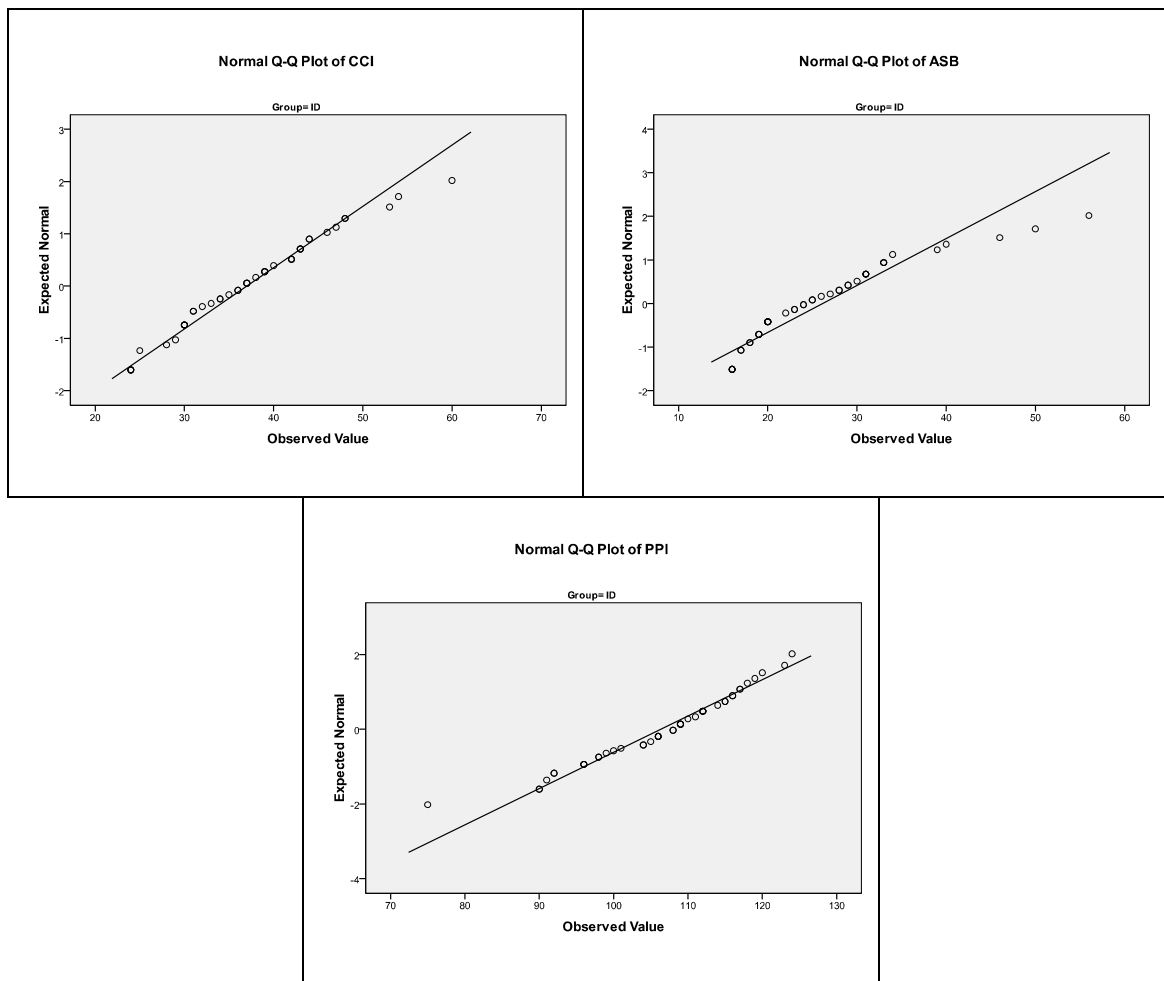 Normal Q-Q Plot of CCI
Group= ID
Expected Normal
3
2
1
0
-1
-2
20 30 40 50 60 70
Observed Value
Normal Q-Q Plot of ASB
Group= ID
Expected Normal
4
3
2
1
0
-1
-2
10 20 30 40 50 60
Observed Value
Normal Q-Q Plot of PPI
Group= ID
Expected Normal
2
0
-2
-4
70 80 90 100 110 120 130
Observed Value